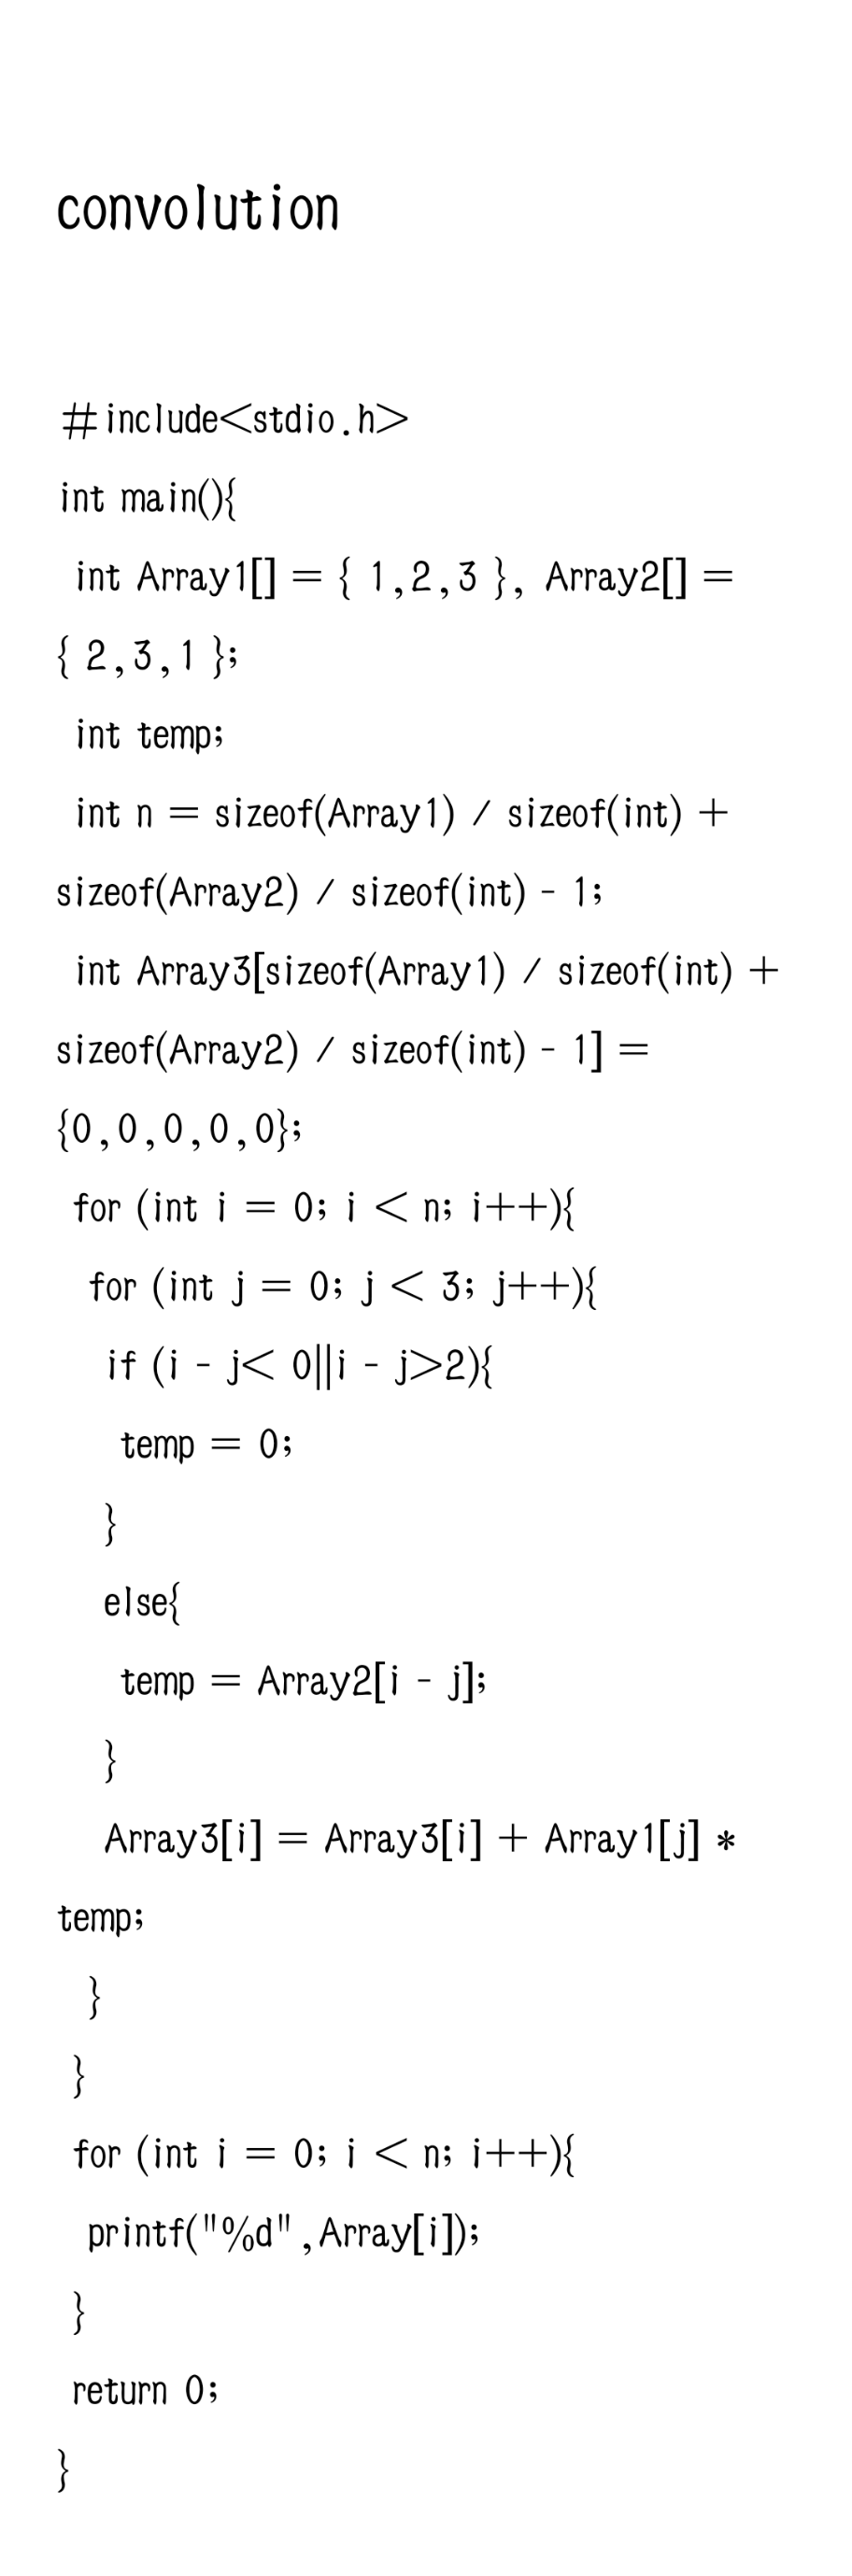 convolution
#include<stdio.h>
int main(){
 int Array1[] = { 1,2,3 }, Array2[] =
{ 2,3,1 };
 int temp;
 int n = sizeof(Array1) / sizeof(int) +
sizeof(Array2) / sizeof(int) - 1;
 int Array3[sizeof(Array1) / sizeof(int) +
sizeof(Array2) / sizeof(int) - 1] =
{0,0,0,0,0};
 for (int i = 0; i < n; i++){
  for (int j = 0; j < 3; j++){
   if (i - j< 0||i - j>2){
    temp = 0;
   }
   else{
    temp = Array2[i - j];
   }
   Array3[i] = Array3[i] + Array1[j] *
temp;
  }
 }
 for (int i = 0; i < n; i++){
  printf("%d",Array[i]);
 }
 return 0;
}